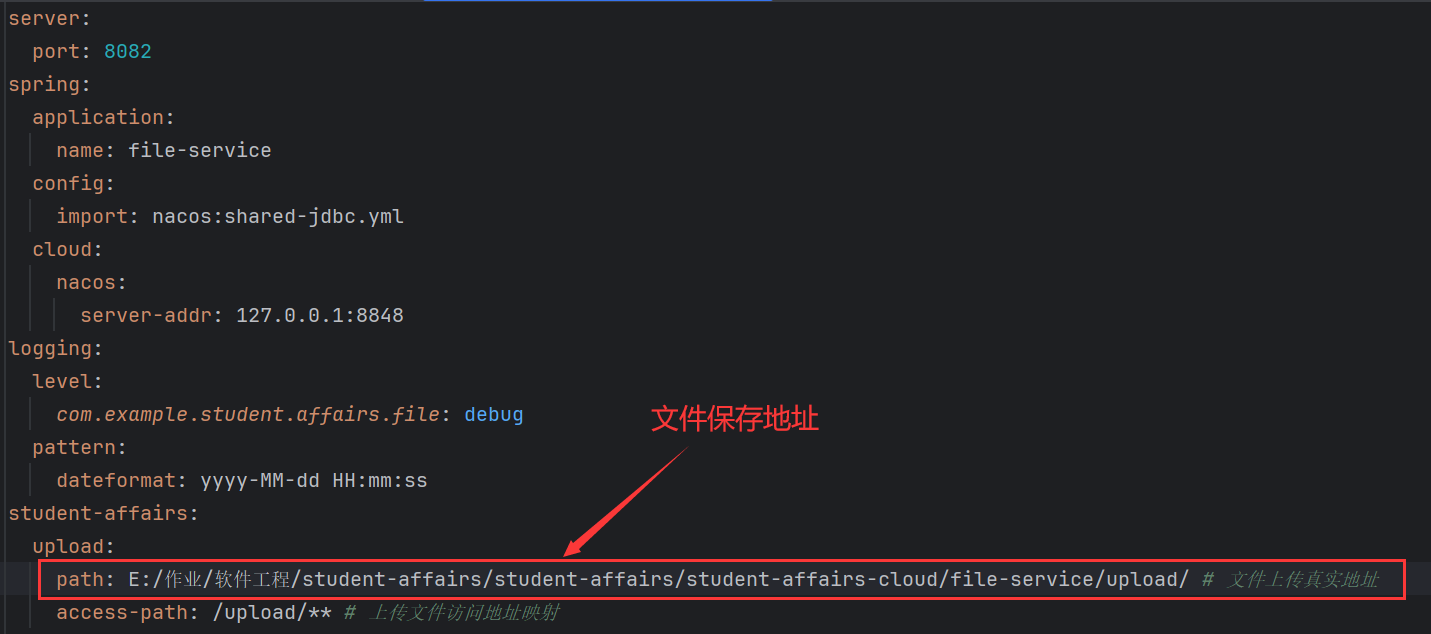 server:
port: 8082
spring:
application:
name: file-service
config:
import: nacos:shared-jdbc.yml
cloud:
nacos:
server-addr: 127.0.0.1:8848
logging:
level:
com.example.student.affairs.file: debug
文件保存地址
pattern:
dateformat: yyyy-MM-dd HH:mm:ss
student-affairs:
upload:
path: E:/作业/软件工程/student-affairs/student-affairs/student-affairs-cloud/file-service/upload/ # 文件上传真实地址
access-path: /upload/** # 上传文件访问地址映射